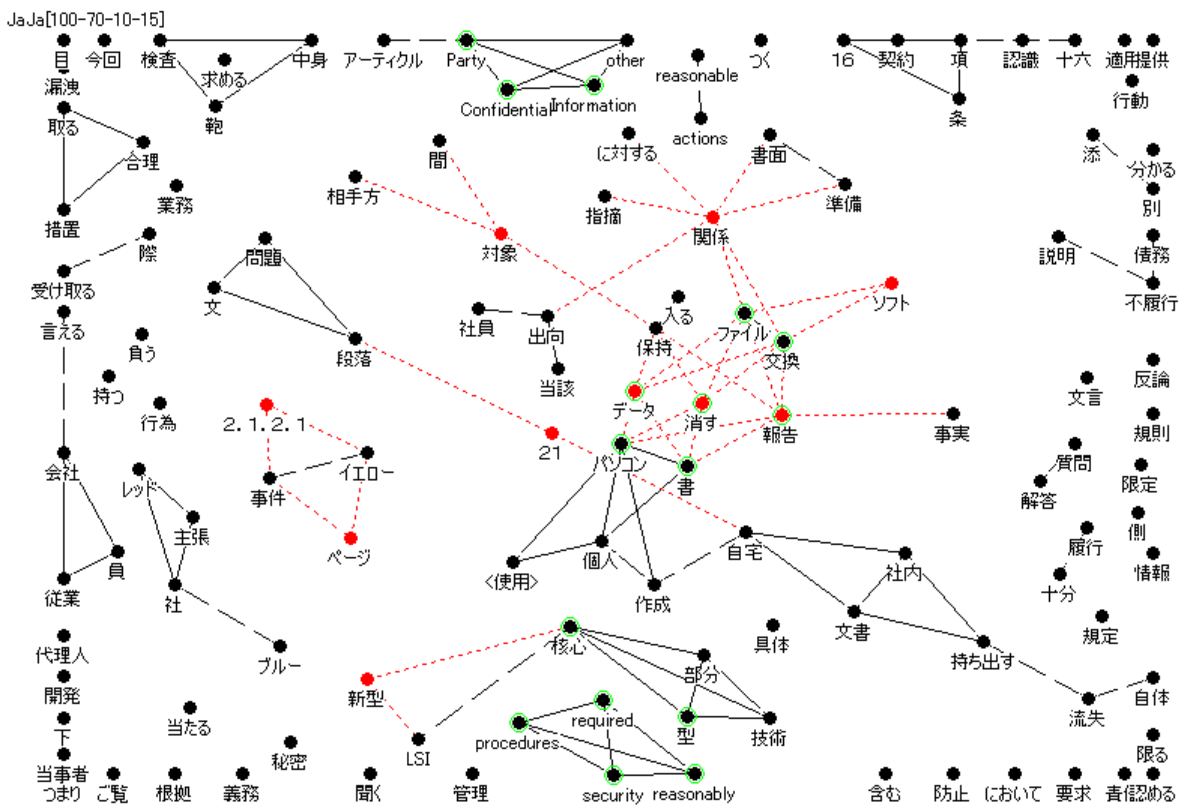 JaJa[100-70-10-15]
目
今回
検査
求める
中身
アーティクル
Party
other
reasonable
つく
16
契約
項
認識
十六
適用
提供
漏洩
取る
鞄
Confidential
Information
actions
条
行動
合理
間
に対する
書面
添
分かる
業務
相手方
指摘
準備
別
措置
際
問題
対象
関係
説明
債務
受け取る
文
社員
出向
入る
ファイル
ソフト
不履行
言える
負う
段落
保持
交換
当該
持つ
行為
2.1.2.1
データ
消す
報告
事実
文言
反論
規則
21
会社
レッド
事件
イエロー
パソコン
書
質問
解答
限定
主張
ページ
個人
自宅
履行
側
員
<使用>
社内
十分
情報
従業
社
作成
文書
規定
代理人
ブルー
核心
具体
持ち出す
開発
新型
部分
流失
自体
下
当たる
required
型
技術
秘密
LSI
procedures
限る
当事者
つまり
ご覧
根拠
義務
聞く
管理
security
reasonably
含む
防止
において
要求
認める